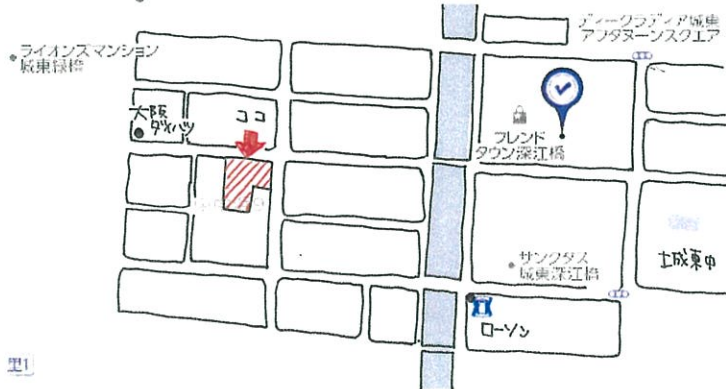 ディークラディア城東
アフタヌーンスクエア
ライオンズマンション
城東緑橋
大阪
ダイハツ
ココ
フレンド
タウン深江橋
サンクタス
城東深江橋
城東中
ローソン